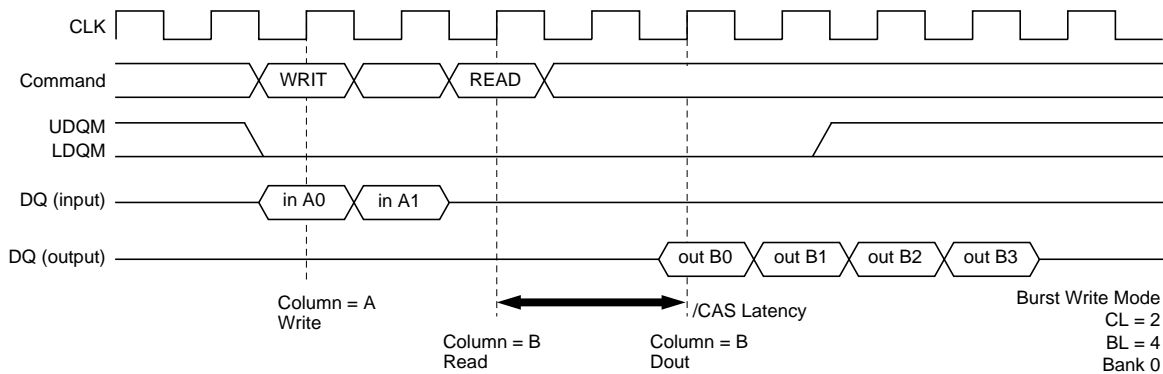 CLK
Command WRIT READ
UDQM
LDQM
DQ (input) in A0 in A1
DQ (output) out B0 out B1 out B2 out B3
Column = A
Write
/CAS Latency
Column = B
Read
Column = B
Dout
Burst Write Mode
CL = 2
BL = 4
Bank 0